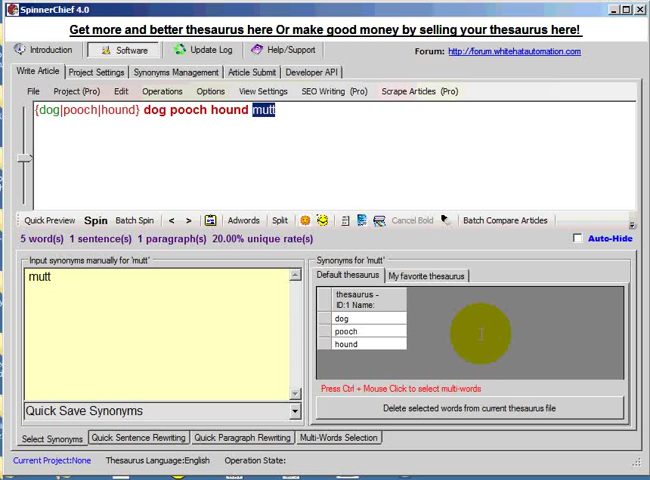 SpinnerChief 4.0
Get more and better thesaurus here Or make good money by selling your thesaurus here!
Introduction Software Update Log Help/Support Forum: http://forum.whitehatautomation.com
Write Article Project Settings Synonyms Management Article Submit Developer API
File Project (Pro) Edit Operations Options View Settings SEO Writing (Pro) Scrape Articles (Pro)
{dog|pooch|hound} dog pooch hound mutt
Quick Preview Spin Batch Spin < > Adwords Split Cancel Bold Batch Compare Articles
5 word(s) 1 sentence(s) 1 paragraph(s) 20.00% unique rate(s) Auto-Hide
Input synonyms manually for 'mutt' Synonyms for 'mutt'
mutt
Default thesaurus My favorite thesaurus
thesaurus -
ID:1 Name:
dog
pooch
hound
Press Ctrl + Mouse Click to select multi-words
Quick Save Synonyms
Delete selected words from current thesaurus file
Select Synonyms Quick Sentence Rewriting Quick Paragraph Rewriting Multi-Words Selection
Current Project:None Thesaurus Language:English Operation State: